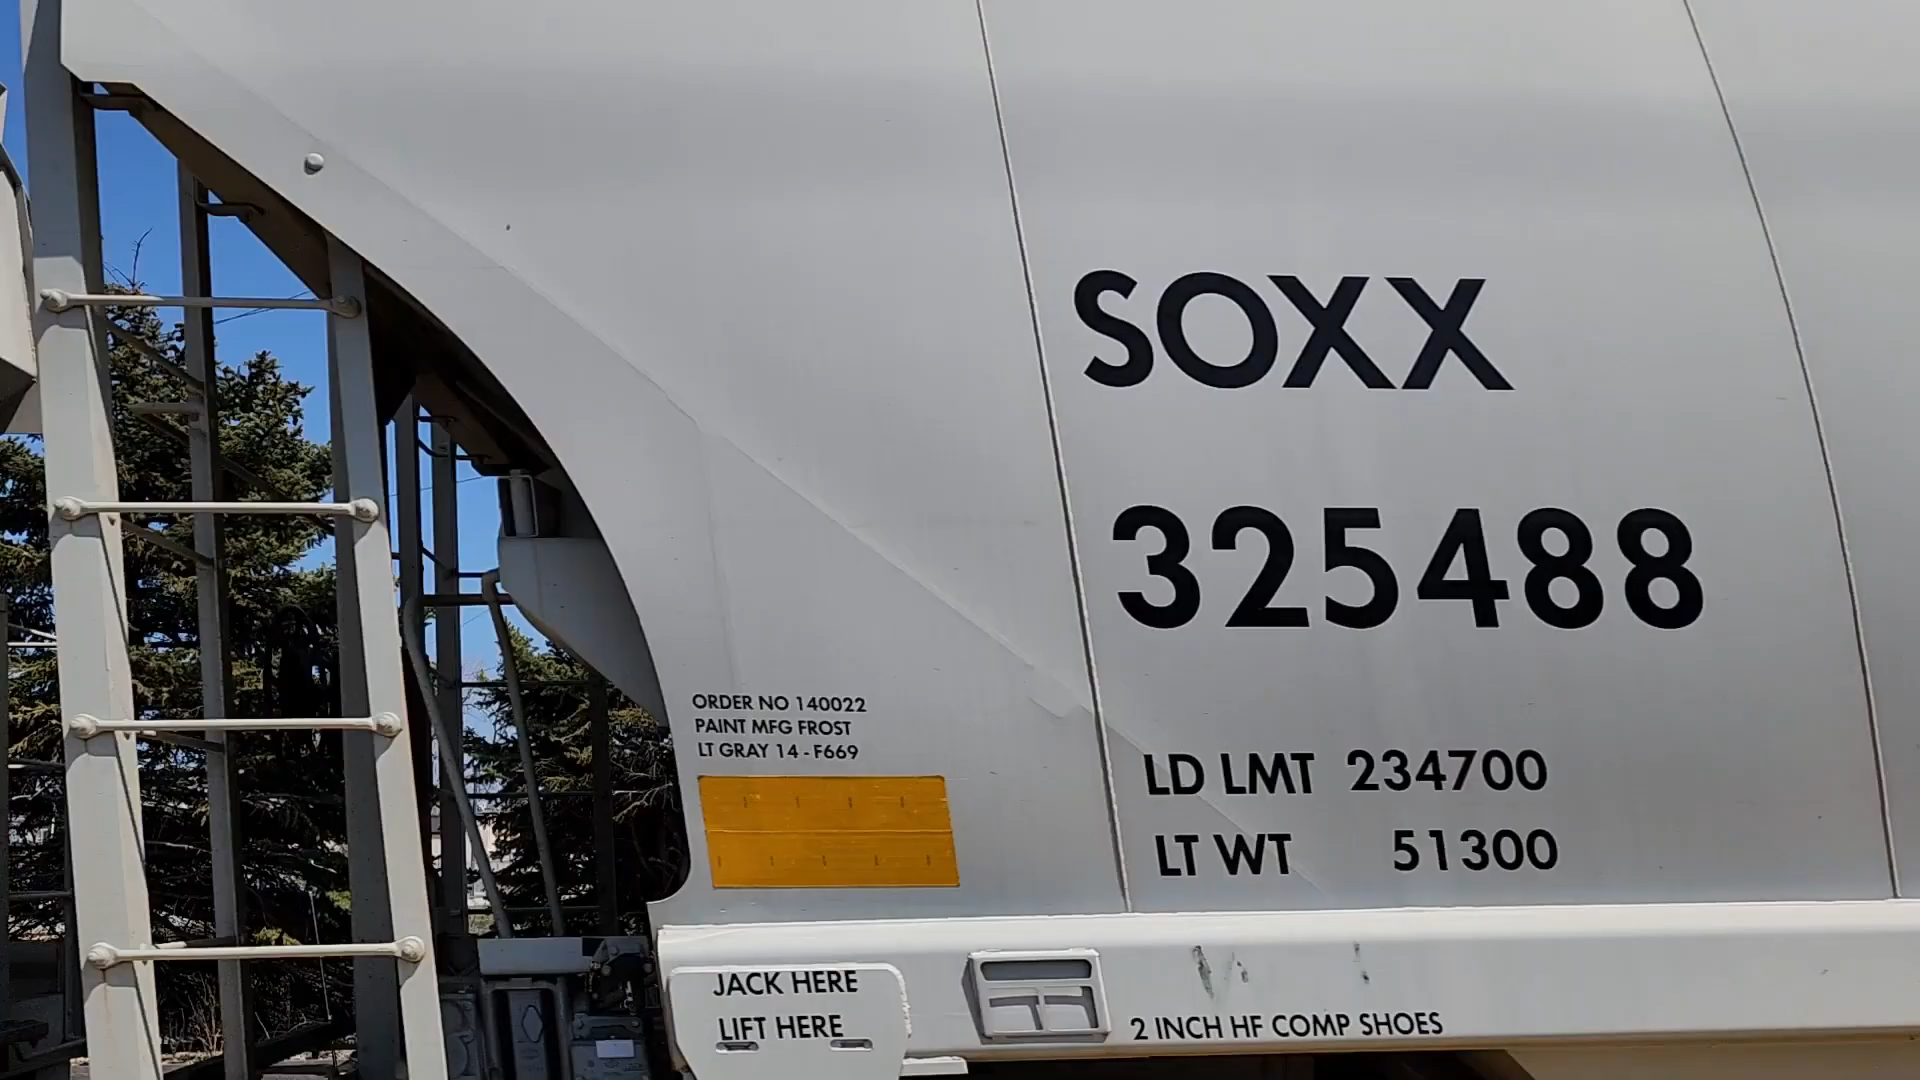 SOXX
325488
ORDER NO 140022
PAINT MFG FROST
LT GRAY 14 - F669
LD LMT 234700
LT WT 51300
JACK HERE
LIFT HERE
2 INCH HF COMP SHOES